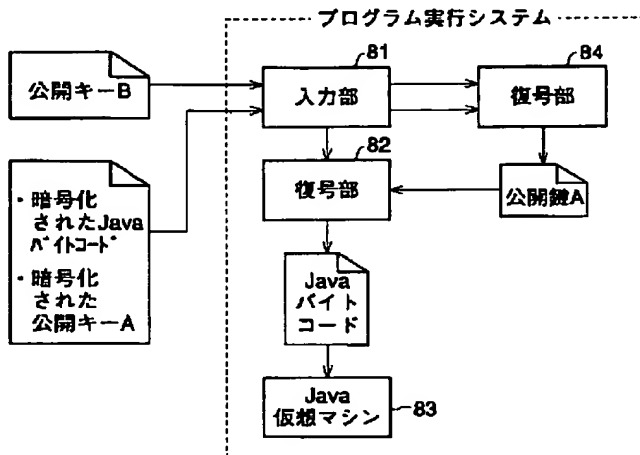 プログラム実行システム
81
84
公開キーB
入力部
復号部
82
復号部
公開鍵A
・暗号化
されたJava
バイトコード
・暗号化
された
公開キーA
Java
バイト
コード
Java
仮想マシン
83